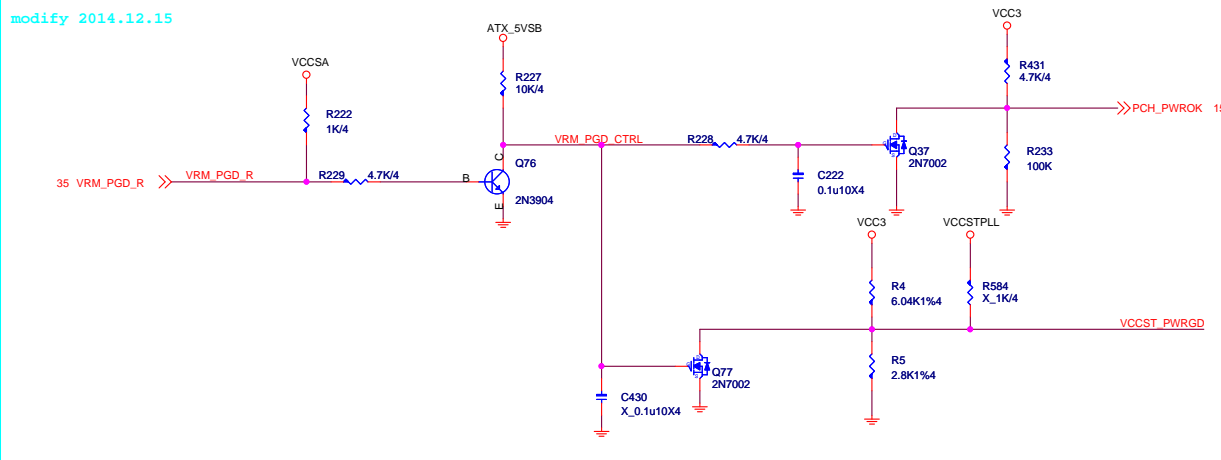 modify 2014.12.15
VCC3
ATX_5VSB
VCCSA
R431
4.7K/4
R227
10K/4
R222
1K/4
PCH_PWROK 15
VRM_PGD_CTRL
R228 4.7K/4
C
Q76
Q37
2N7002
R233
100K
35 VRM_PGD_R
VRM_PGD_R
R229 4.7K/4
B
C222
0.1u10X4
E
2N3904
VCC3
VCCSTPLL
R4
6.04K1%4
R584
X_1K/4
VCCST_PWRGD
R5
2.8K1%4
Q77
2N7002
C430
X_0.1u10X4